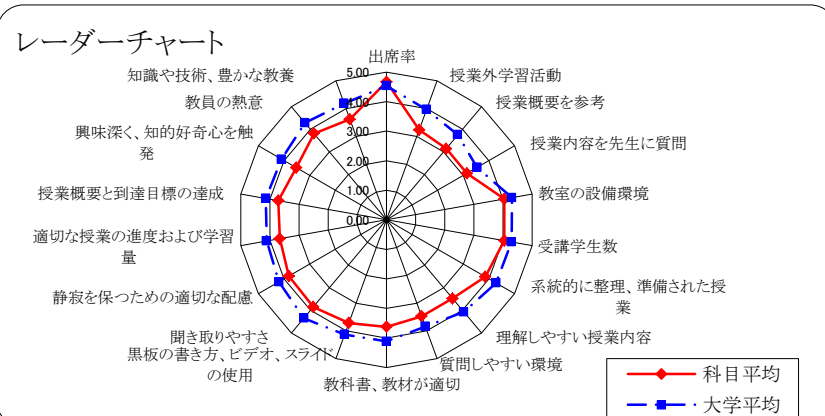 レーダーチャート
出席率
授業外学習活動
授業概要を参考
授業内容を先生に質問
教室の設備環境
受講学生数
系統的に整理、準備された授
業
理解しやすい授業内容
質問しやすい環境
教科書、教材が適切
黒板の書き方、ビデオ、スライド
の使用
聞き取りやすさ
静寂を保つための適切な配慮
適切な授業の進度および学習
量
授業概要と到達目標の達成
興味深く、知的好奇心を触
発
教員の熱意
知識や技術、豊かな教養
5.00
4.00
3.00
2.00
1.00
0.00
科目平均
大学平均